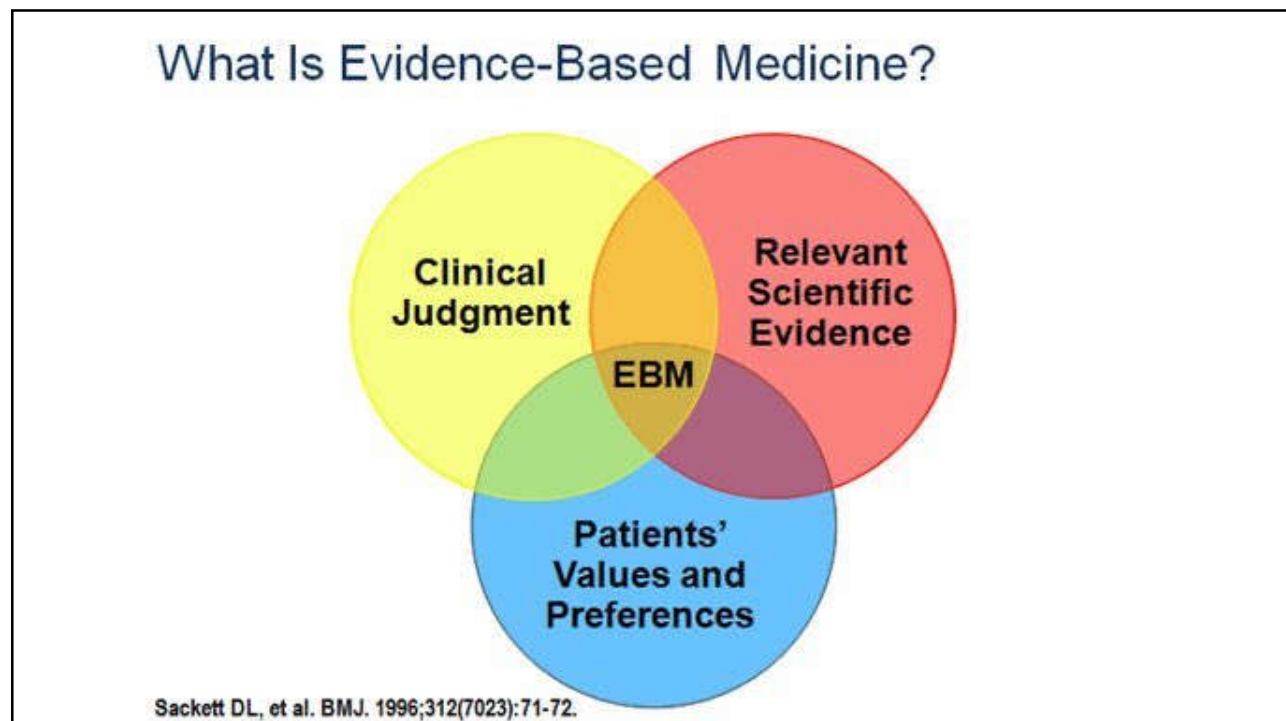 What Is Evidence-Based Medicine?
Clinical
Judgment
Relevant
Scientific
Evidence
EBM
Patients’
Values and
Preferences
Sackett DL, et al. BMJ. 1996;312(7023):71-72.